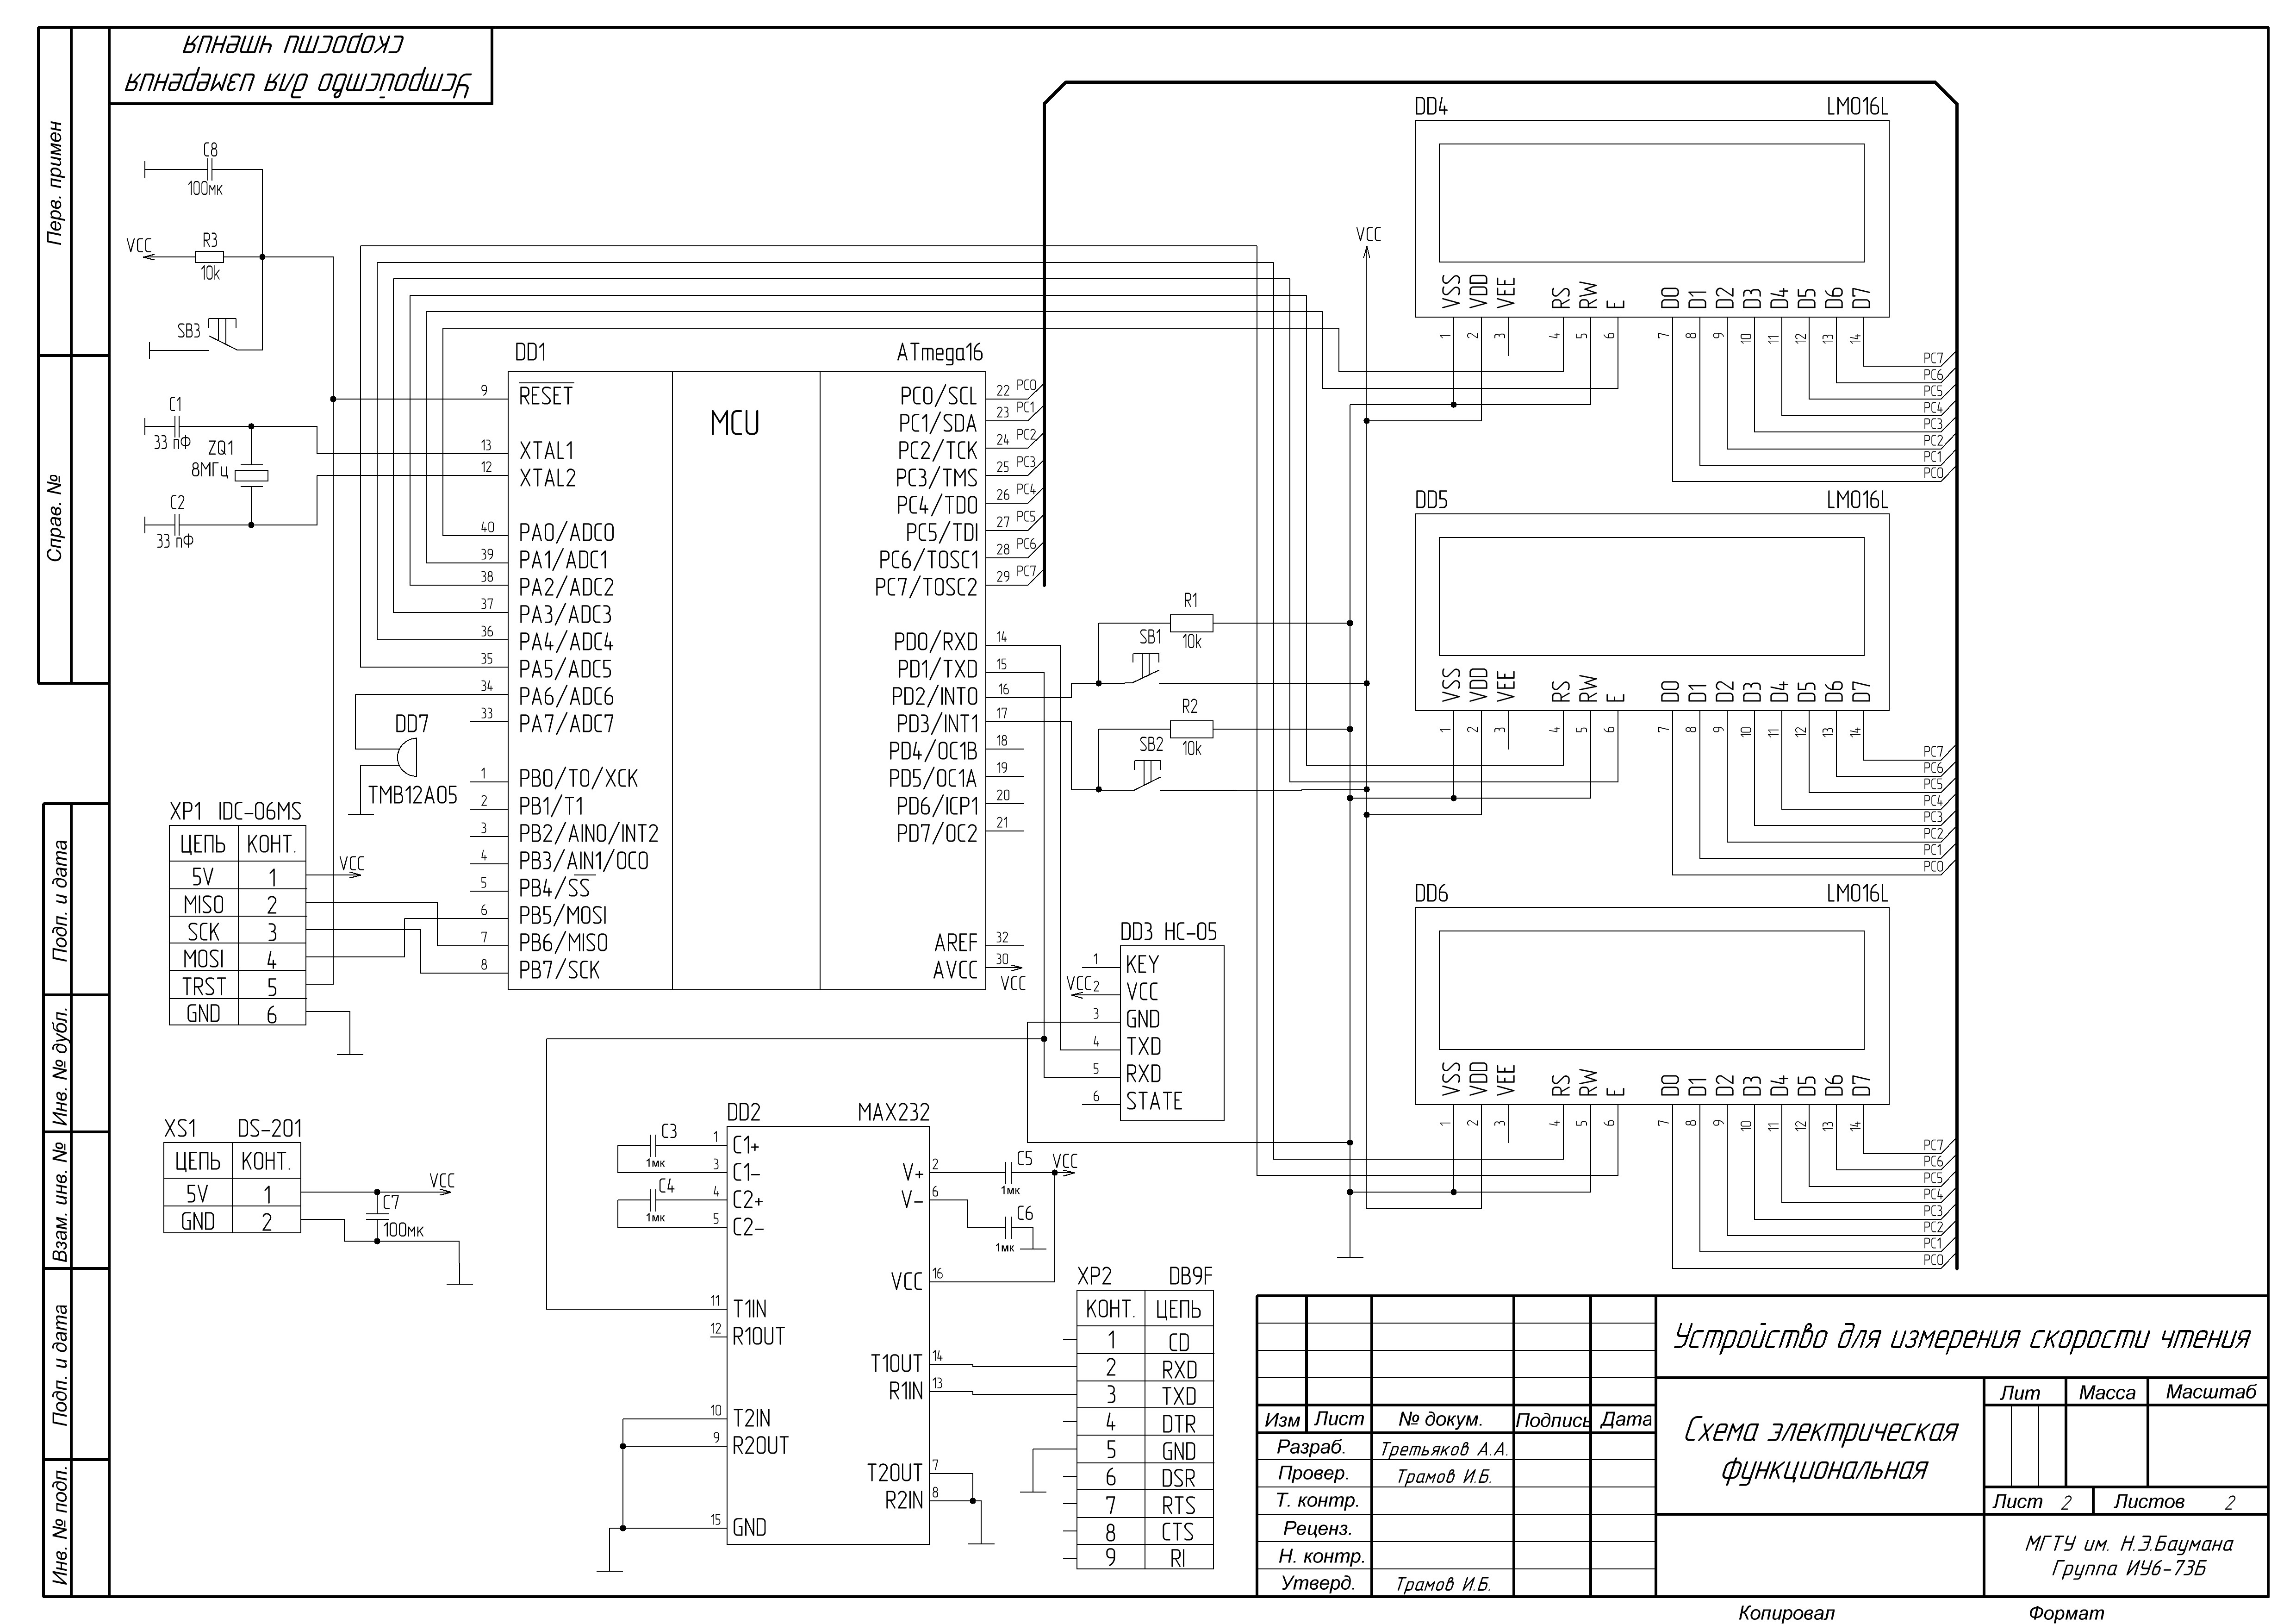 Устройство для измерения
скорости чтения
Перв. примен
Справ. №
Подп. и дата
Инв. № дубл.
Взам. инв. №
Подп. и дата
Инв. № подп.
C8
100мк
VCC
R3
10k
SB3
C1
33 пФ
ZQ1
8МГц
C2
33 пФ
DD1 ATmega16
MCU
9 RESET
13 XTAL1
12 XTAL2
40 PA0/ADC0
39 PA1/ADC1
38 PA2/ADC2
37 PA3/ADC3
36 PA4/ADC4
35 PA5/ADC5
34 PA6/ADC6
33 PA7/ADC7
1 PB0/T0/XCK
2 PB1/T1
3 PB2/AIN0/INT2
4 PB3/AIN1/OC0
5 PB4/SS
6 PB5/MOSI
7 PB6/MISO
8 PB7/SCK
PC0/SCL 22 PC0
PC1/SDA 23 PC1
PC2/TCK 24 PC2
PC3/TMS 25 PC3
PC4/TDO 26 PC4
PC5/TDI 27 PC5
PC6/TOSC1 28 PC6
PC7/TOSC2 29 PC7
PD0/RXD 14
PD1/TXD 15
PD2/INT0 16
PD3/INT1 17
PD4/OC1B 18
PD5/OC1A 19
PD6/ICP1 20
PD7/OC2 21
AREF 32
AVCC 30
VCC
DD7
TMB12A05
XP1 IDC-06MS
ЦЕПЬ КОНТ.
5V 1
MISO 2
SCK 3
MOSI 4
TRST 5
GND 6
VCC
XS1 DS-201
ЦЕПЬ КОНТ.
5V 1
GND 2
VCC
C7
100мк
R1
10k
SB1
R2
10k
SB2
VCC
DD3 HC-05
1 KEY
VCC 2 VCC
3 GND
4 TXD
5 RXD
6 STATE
DD2 MAX232
C3
1мк
C4
1мк
1 C1+
3 C1-
4 C2+
5 C2-
11 T1IN
12 R1OUT
10 T2IN
9 R2OUT
15 GND
V+ 2
V- 6
VCC 16
T1OUT 14
R1IN 13
T2OUT 7
R2IN 8
C5
1мк
VCC
C6
1мк
XP2 DB9F
КОНТ. ЦЕПЬ
1 CD
2 RXD
3 TXD
4 DTR
5 GND
6 DSR
7 RTS
8 CTS
9 RI
DD4 LM016L
VSS VDD VEE RS RW E D0 D1 D2 D3 D4 D5 D6 D7
1 2 3 4 5 6 7 8 9 10 11 12 13 14
PC7
PC6
PC5
PC4
PC3
PC2
PC1
PC0
DD5 LM016L
VSS VDD VEE RS RW E D0 D1 D2 D3 D4 D5 D6 D7
1 2 3 4 5 6 7 8 9 10 11 12 13 14
PC7
PC6
PC5
PC4
PC3
PC2
PC1
PC0
DD6 LM016L
VSS VDD VEE RS RW E D0 D1 D2 D3 D4 D5 D6 D7
1 2 3 4 5 6 7 8 9 10 11 12 13 14
PC7
PC6
PC5
PC4
PC3
PC2
PC1
PC0
Устройство для измерения скорости чтения
Схема электрическая
функциональная
Лит Масса Масштаб
Лист 2 Листов 2
МГТУ им. Н.Э.Баумана
Группа ИУ6-73Б
Изм Лист № докум. Подпись Дата
Разраб. Третьяков А.А.
Провер. Трамов И.Б.
Т. контр.
Реценз.
Н. контр.
Утверд. Трамов И.Б.
Копировал Формат